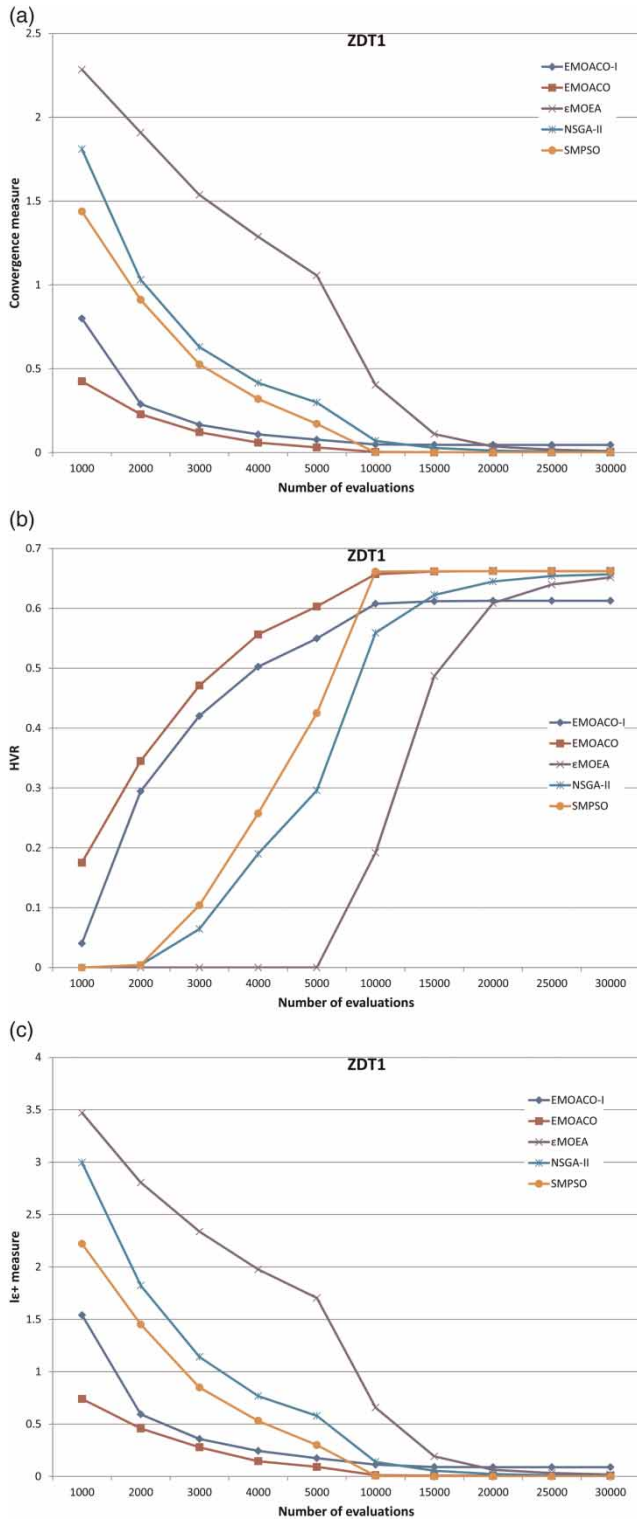 (a)
ZDT1
2.5
2
1.5
1
0.5
0
Convergence measure
EMOACO-I
EMOACO
εMOEA
NSGA-II
SMPSO
1000 2000 3000 4000 5000 10000 15000 20000 25000 30000
Number of evaluations
(b)
ZDT1
0.7
0.6
0.5
0.4
0.3
0.2
0.1
0
HVR
EMOACO-I
EMOACO
εMOEA
NSGA-II
SMPSO
1000 2000 3000 4000 5000 10000 15000 20000 25000 30000
Number of evaluations
(c)
ZDT1
4
3.5
3
2.5
2
1.5
1
0.5
0
Iε+ measure
EMOACO-I
EMOACO
εMOEA
NSGA-II
SMPSO
1000 2000 3000 4000 5000 10000 15000 20000 25000 30000
Number of evaluations